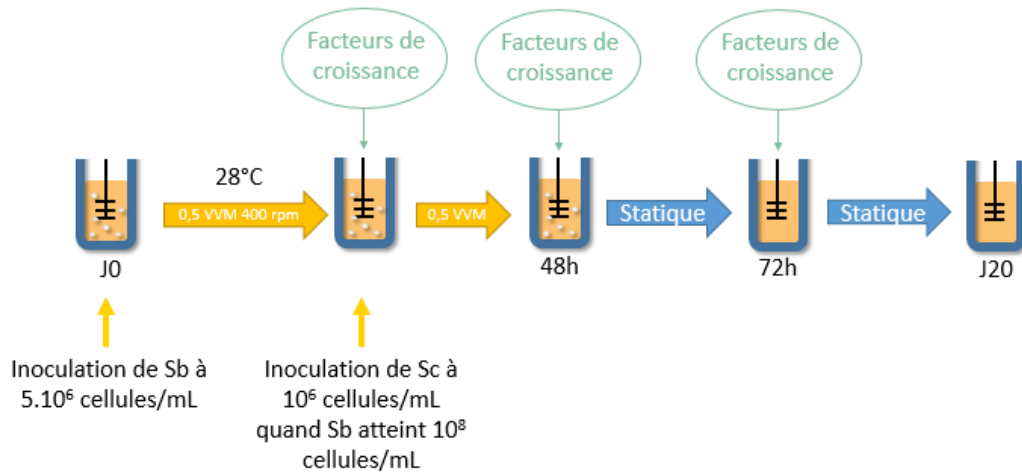 Facteurs de
croissance
Facteurs de
croissance
Facteurs de
croissance
28°C
0,5 VVM 400 rpm
0,5 VVM
Statique
Statique
J0
48h
72h
J20
Inoculation de Sb à
5.10⁶ cellules/mL
Inoculation de Sc à
10⁶ cellules/mL
quand Sb atteint 10⁸
cellules/mL